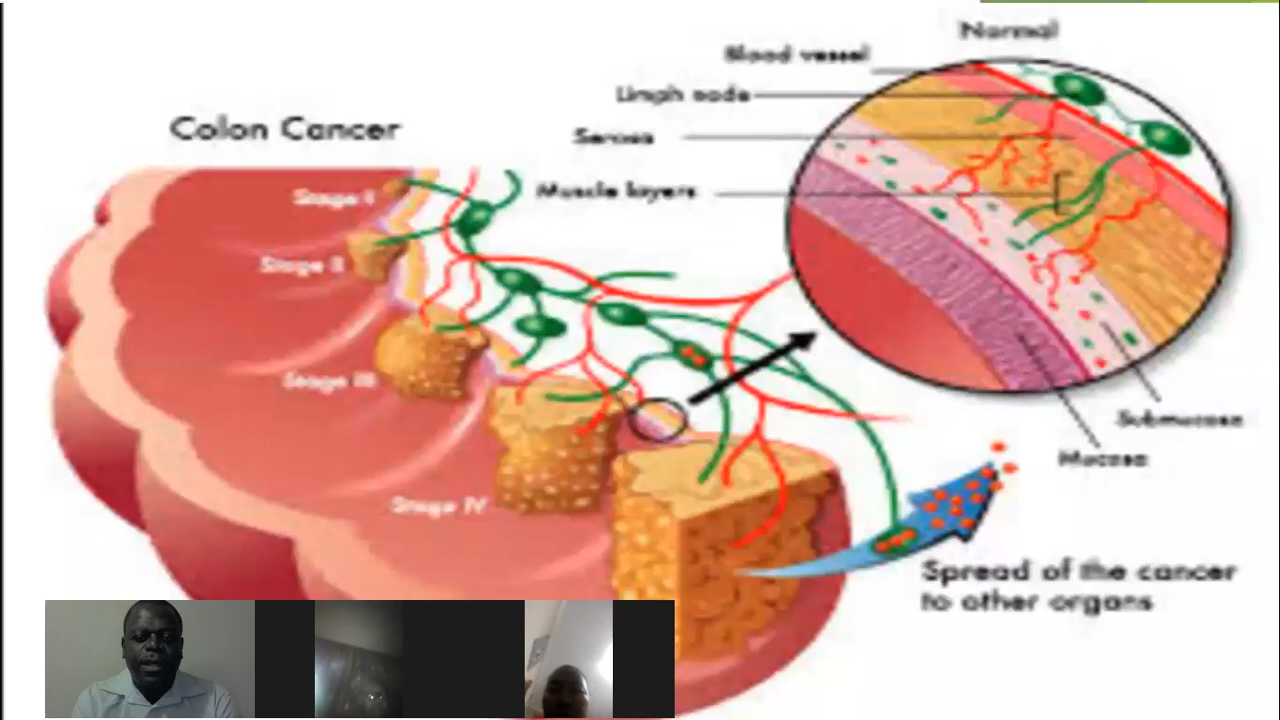 Normal
Blood vessel
Limph node
Colon Cancer
Serosa
Muscle layers
Stage I
Stage II
Stage III
Stage IV
Submucosa
Mucosa
Spread of the cancer
to other organs